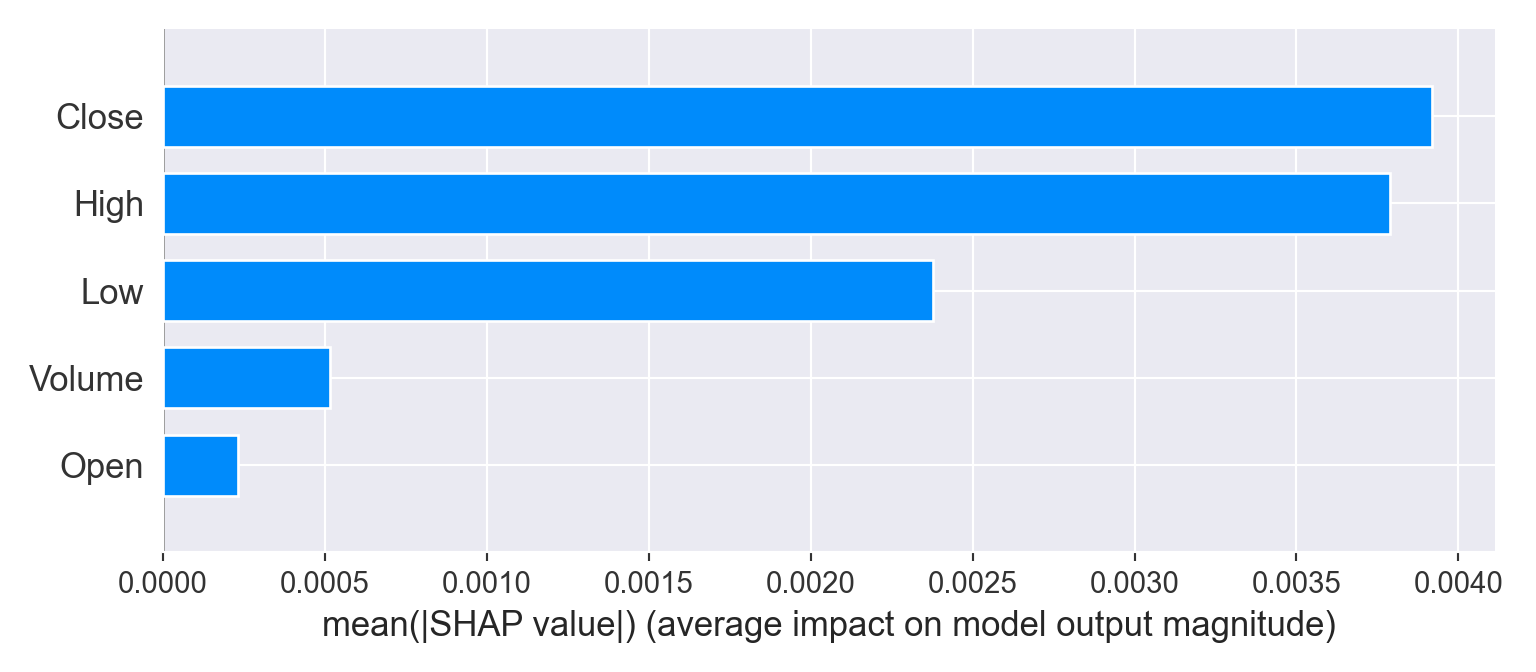 Close
High
Low
Volume
Open
0.0000 0.0005 0.0010 0.0015 0.0020 0.0025 0.0030 0.0035 0.0040
mean(|SHAP value|) (average impact on model output magnitude)